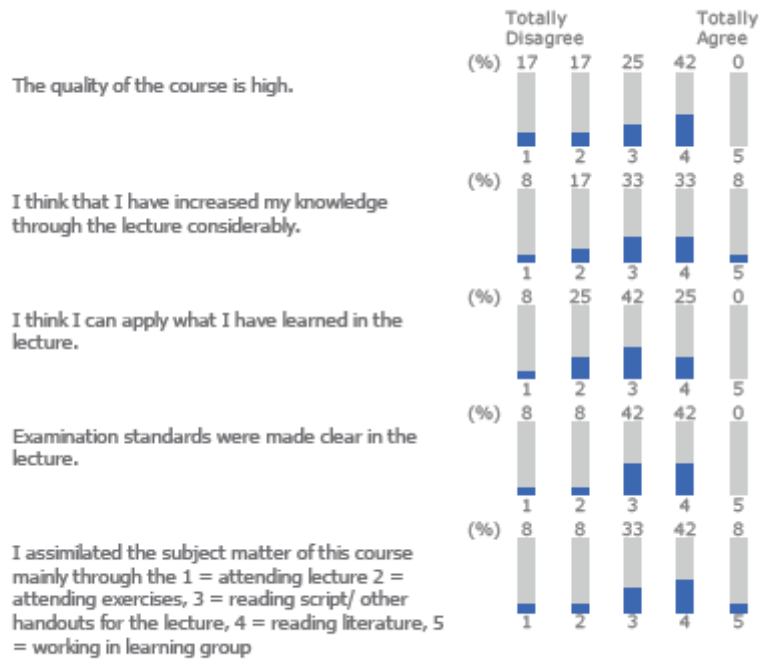 Totally Totally
Disagree Agree
(%) 17 17 25 42 0
The quality of the course is high.
1 2 3 4 5
(%) 8 17 33 33 8
I think that I have increased my knowledge
through the lecture considerably.
1 2 3 4 5
(%) 8 25 42 25 0
I think I can apply what I have learned in the
lecture.
1 2 3 4 5
(%) 8 8 42 42 0
Examination standards were made clear in the
lecture.
1 2 3 4 5
(%) 8 8 33 42 8
I assimilated the subject matter of this course
mainly through the 1 = attending lecture 2 =
attending exercises, 3 = reading script/ other
handouts for the lecture, 4 = reading literature, 5
= working in learning group
1 2 3 4 5